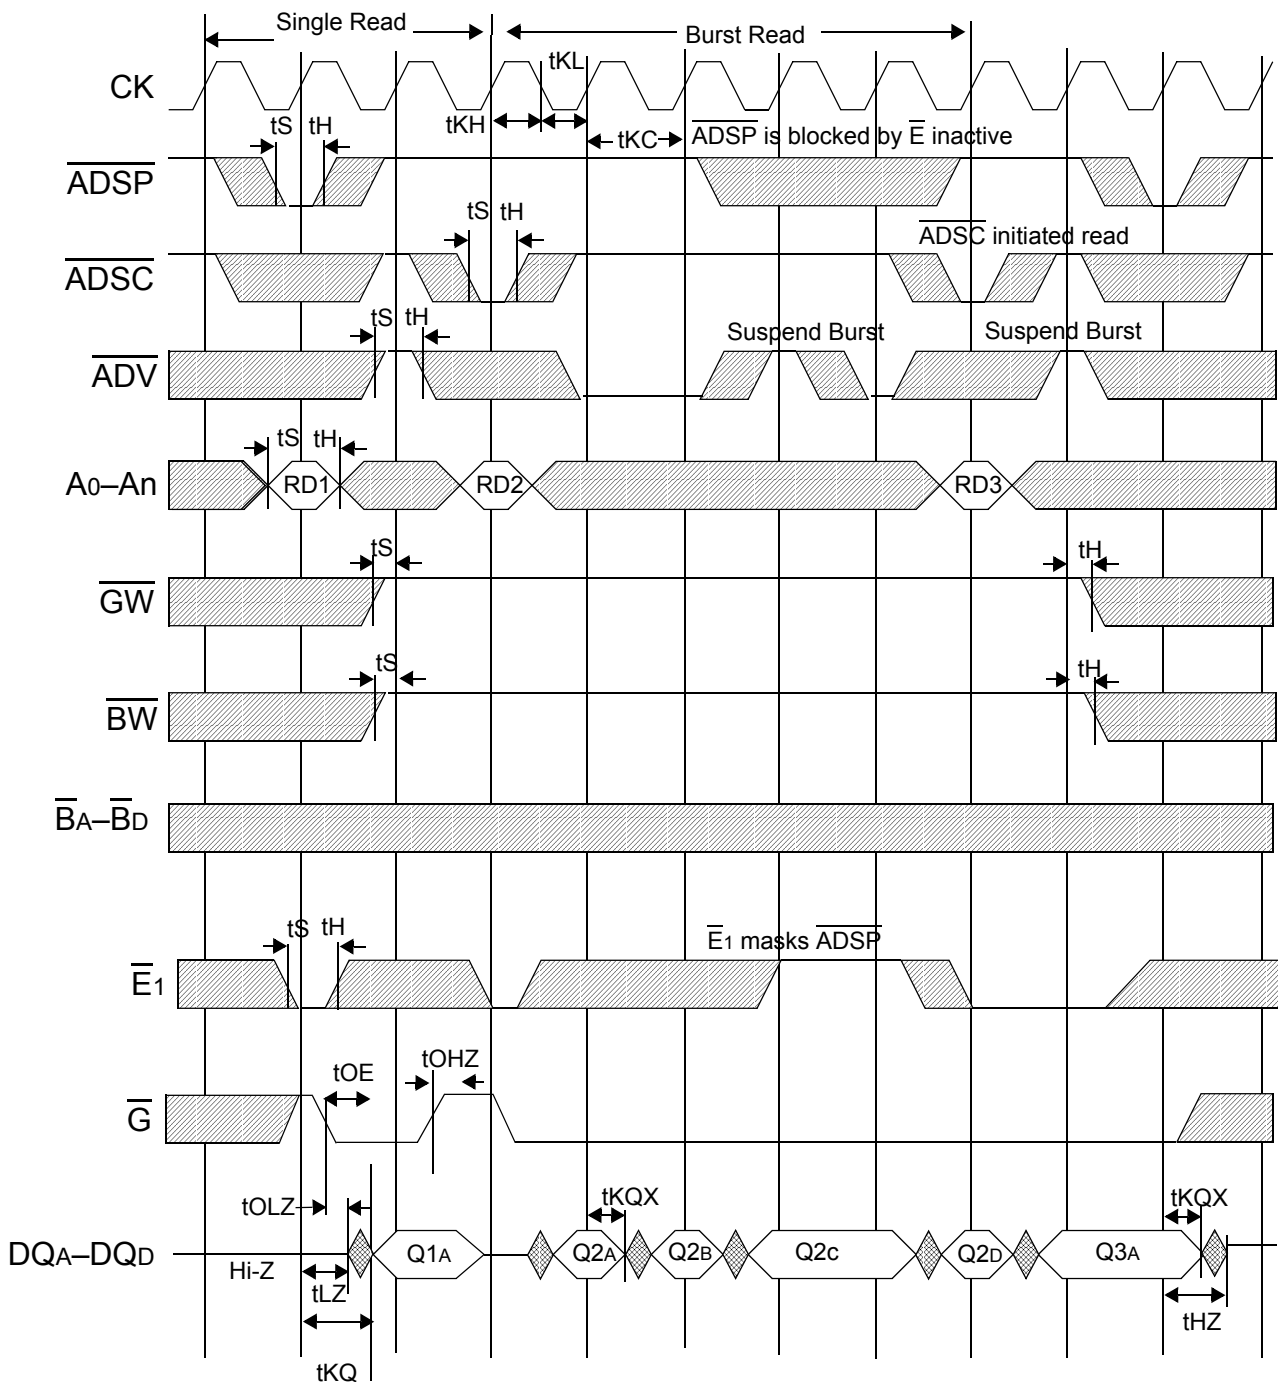 Single Read
Burst Read
tKL
CK
tS tH
tKH
tKC
ADSP is blocked by E inactive
ADSP
tS tH
ADSC initiated read
ADSC
tS tH
Suspend Burst
Suspend Burst
ADV
tS tH
A0–An
RD1
RD2
RD3
tS
tH
GW
tS
tH
BW
BA–BD
tS tH
E1 masks ADSP
E1
tOE
tOHZ
G
tOLZ
tKQX
tKQX
DQA–DQD
Hi-Z
Q1A
Q2A
Q2B
Q2c
Q2D
Q3A
tLZ
tHZ
tKQ